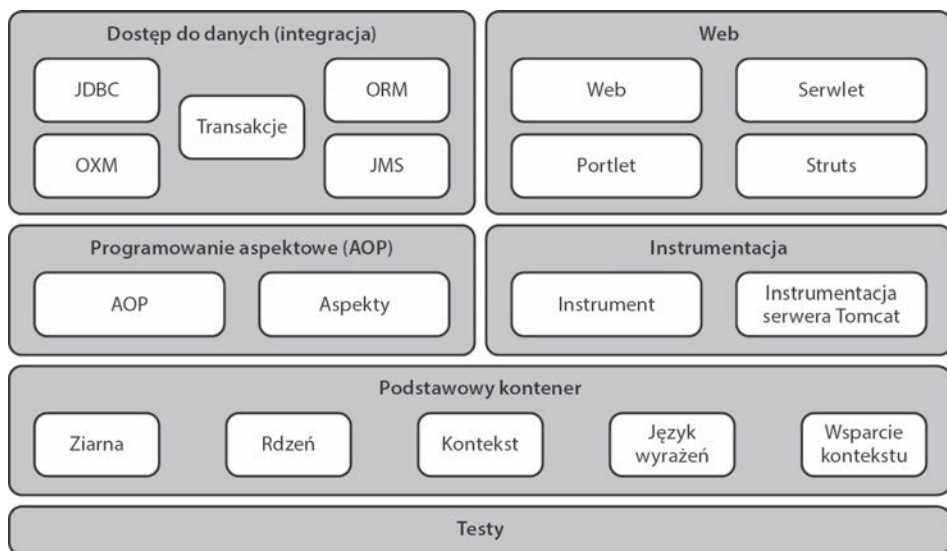 Dostęp do danych (integracja)
JDBC
ORM
Transakcje
OXM
JMS
Web
Web
Serwlet
Portlet
Struts
Programowanie aspektowe (AOP)
AOP
Aspekty
Instrumentacja
Instrument
Instrumentacja
serwera Tomcat
Podstawowy kontener
Ziarna
Rdzeń
Kontekst
Język
wyrażeń
Wsparcie
kontekstu
Testy